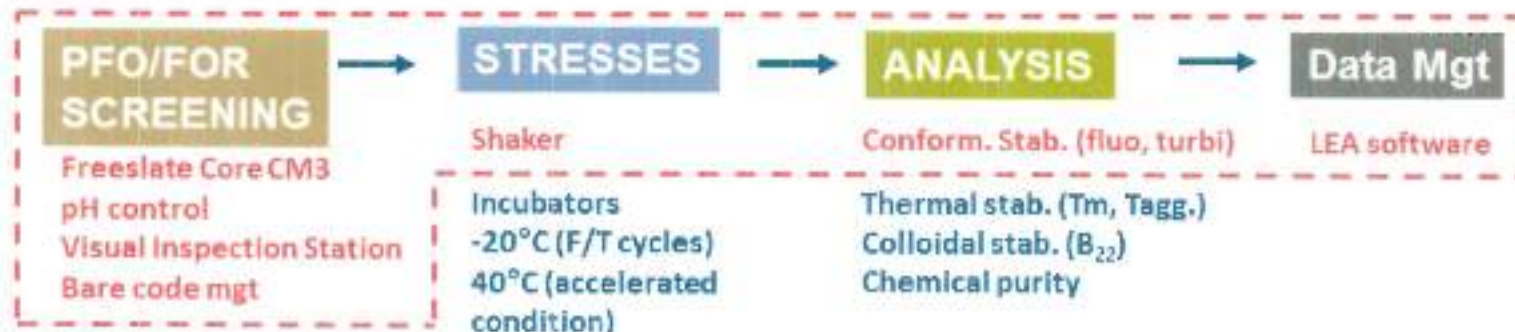 PFO/FOR
SCREENING
Freeslate Core CM3
pH control
Visual Inspection Station
Bare code mgt
STRESSES
Shaker
Incubators
-20°C (F/T cycles)
40°C (accelerated
condition)
ANALYSIS
Conform. Stab. (fluo, turbi)
Thermal stab. (Tm, Tagg.)
Colloidal stab. (B₂₂)
Chemical purity
Data Mgt
LEA software